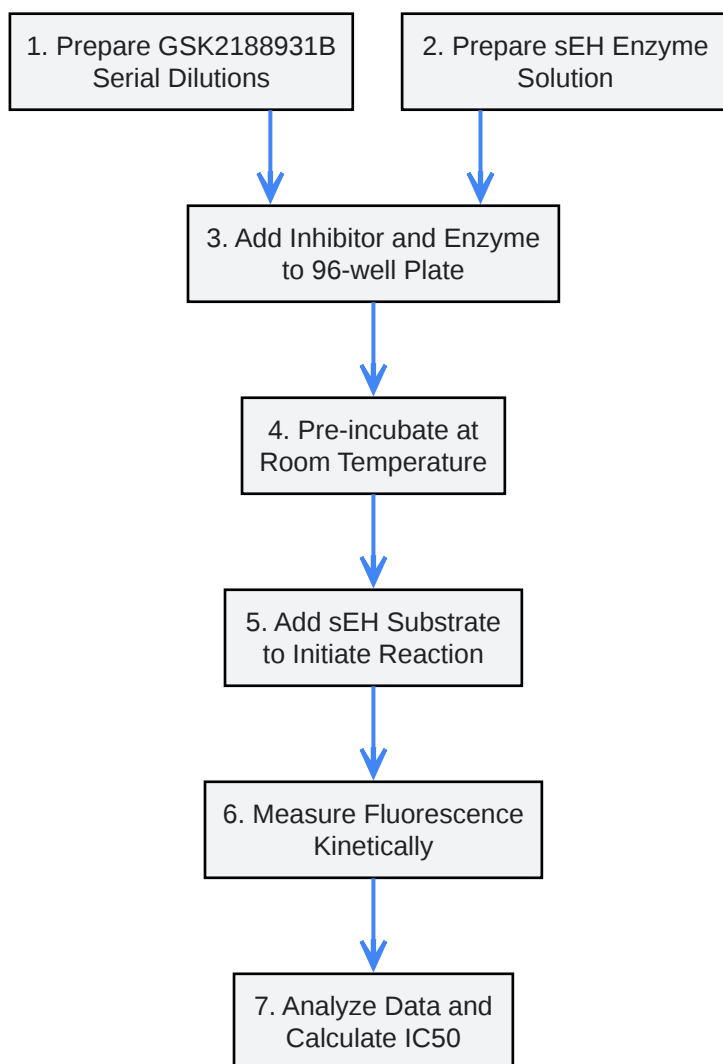 1. Prepare GSK2188931B
Serial Dilutions
2. Prepare sEH Enzyme
Solution
3. Add Inhibitor and Enzyme
to 96-well Plate
4. Pre-incubate at
Room Temperature
5. Add sEH Substrate
to Initiate Reaction
6. Measure Fluorescence
Kinetically
7. Analyze Data and
Calculate IC50